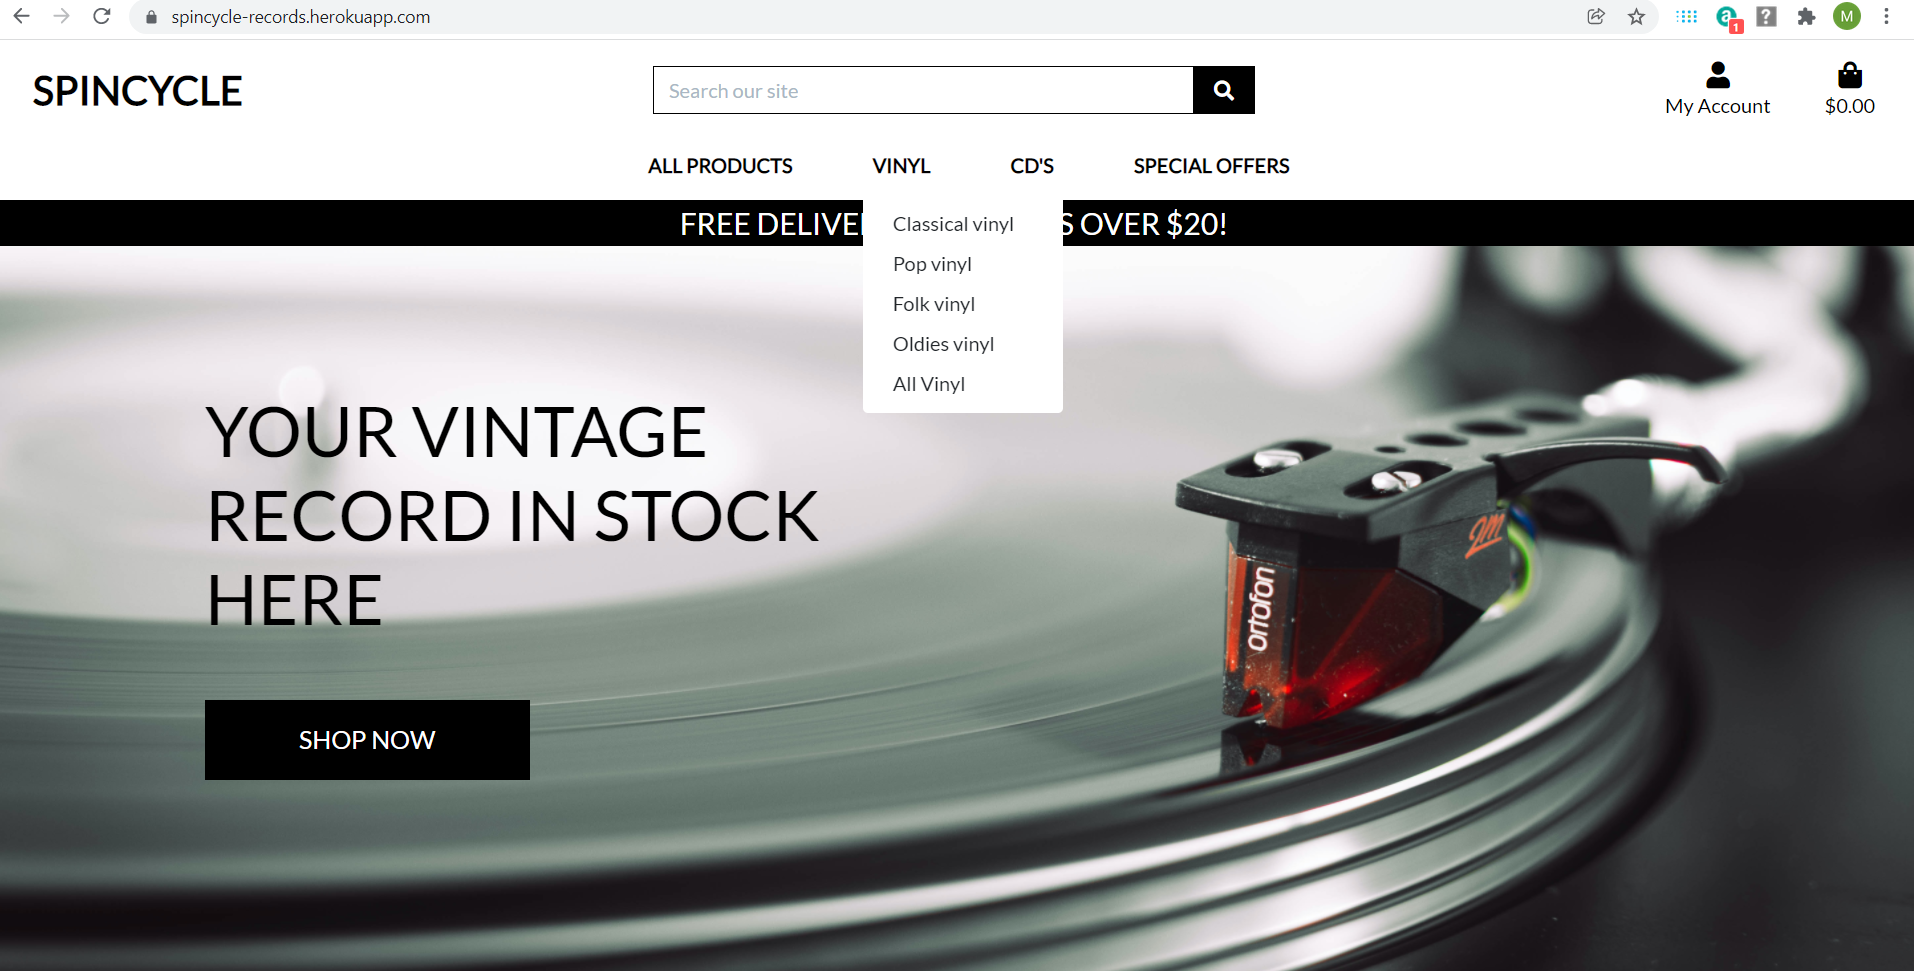 spincycle-records.herokuapp.com
1
M
SPINCYCLE
Search our site
My Account
$0.00
ALL PRODUCTS
VINYL
CD'S
SPECIAL OFFERS
FREE DELIVE
S OVER $20!
Classical vinyl
Pop vinyl
Folk vinyl
Oldies vinyl
All Vinyl
YOUR VINTAGE
RECORD IN STOCK
HERE
SHOP NOW
2M
ortofon